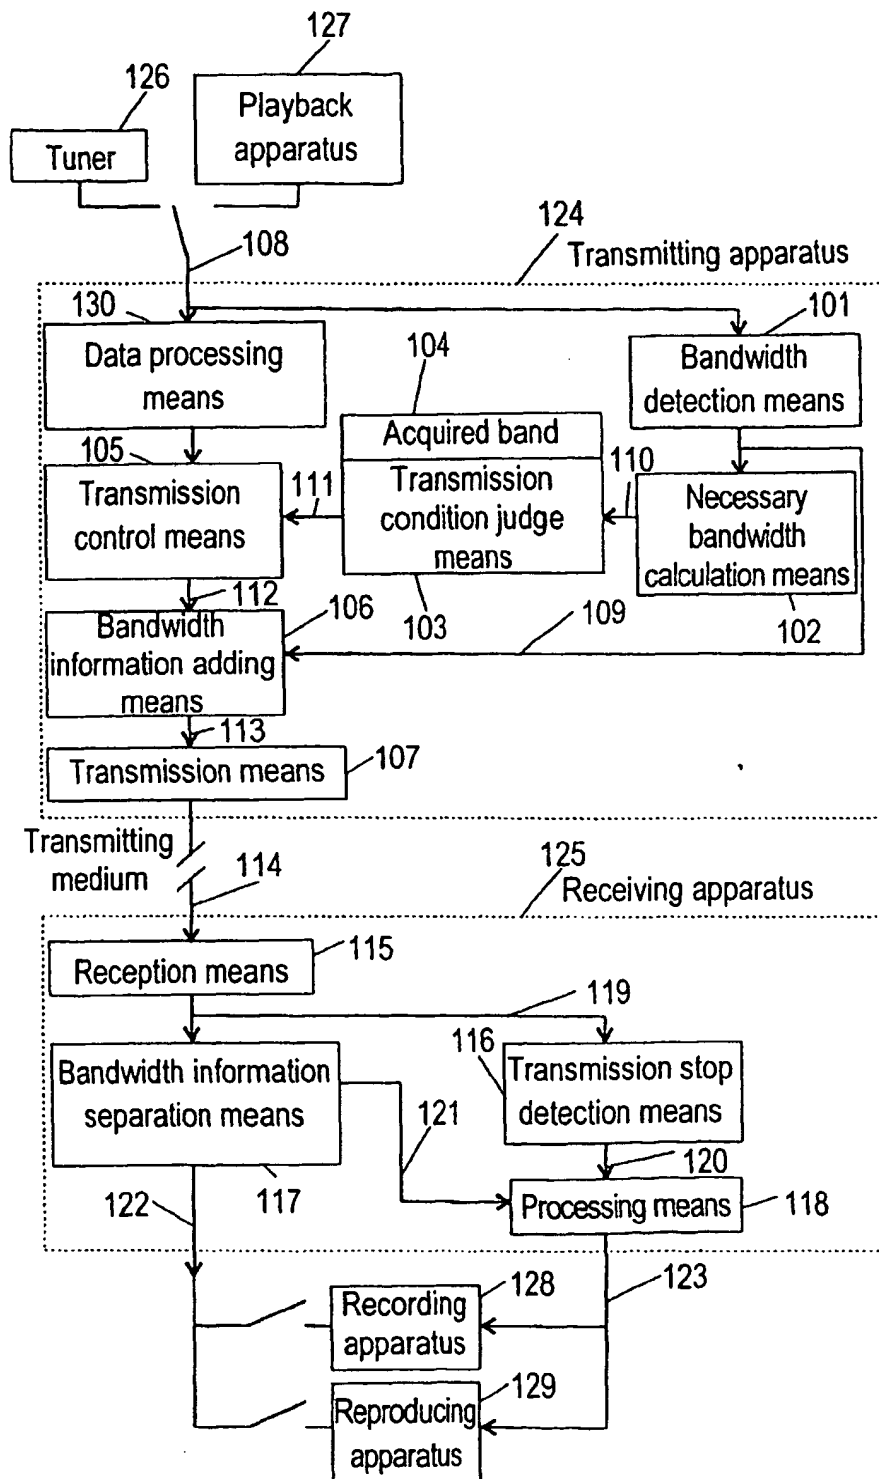 127
126
Playback
apparatus
Tuner
108
124
Transmitting apparatus
130
101
Data processing
means
104
Bandwidth
detection means
Acquired band
105
111
110
Transmission
control means
Transmission
condition judge
means
Necessary
bandwidth
calculation means
112
106
103
109
102
Bandwidth
information adding
means
113
Transmission means
107
Transmitting
medium
114
125
Receiving apparatus
Reception means
115
119
116
Bandwidth information
separation means
Transmission stop
detection means
121
120
122
117
Processing means
118
123
128
Recording
apparatus
129
Reproducing
apparatus